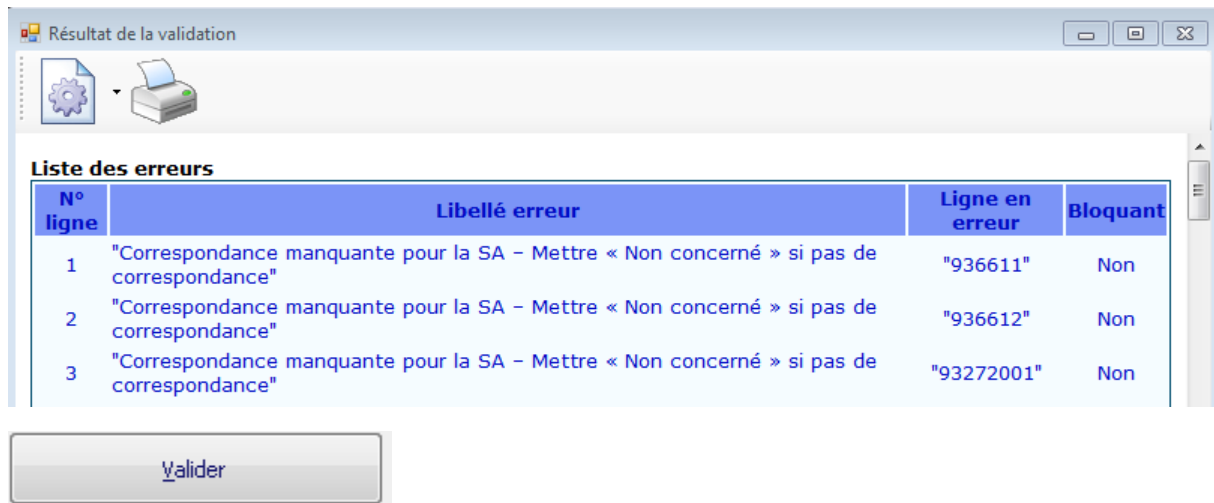 Résultat de la validation
Liste des erreurs
N° ligne Libellé erreur Ligne en erreur Bloquant
1 "Correspondance manquante pour la SA – Mettre « Non concerné » si pas de correspondance" "936611" Non
2 "Correspondance manquante pour la SA – Mettre « Non concerné » si pas de correspondance" "936612" Non
3 "Correspondance manquante pour la SA – Mettre « Non concerné » si pas de correspondance" "93272001" Non
Valider